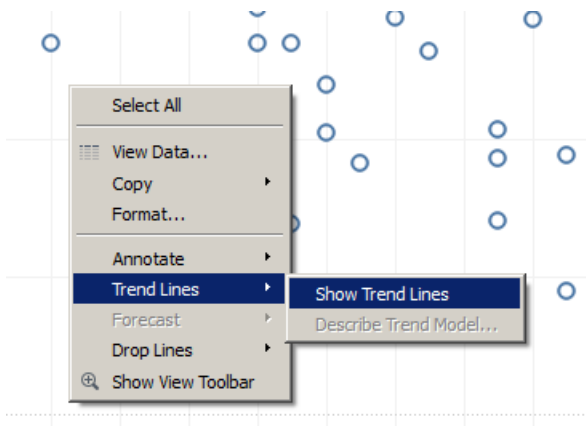 Select All
View Data...
Copy
Format...
Annotate
Trend Lines
Show Trend Lines
Forecast
Describe Trend Model...
Drop Lines
Show View Toolbar